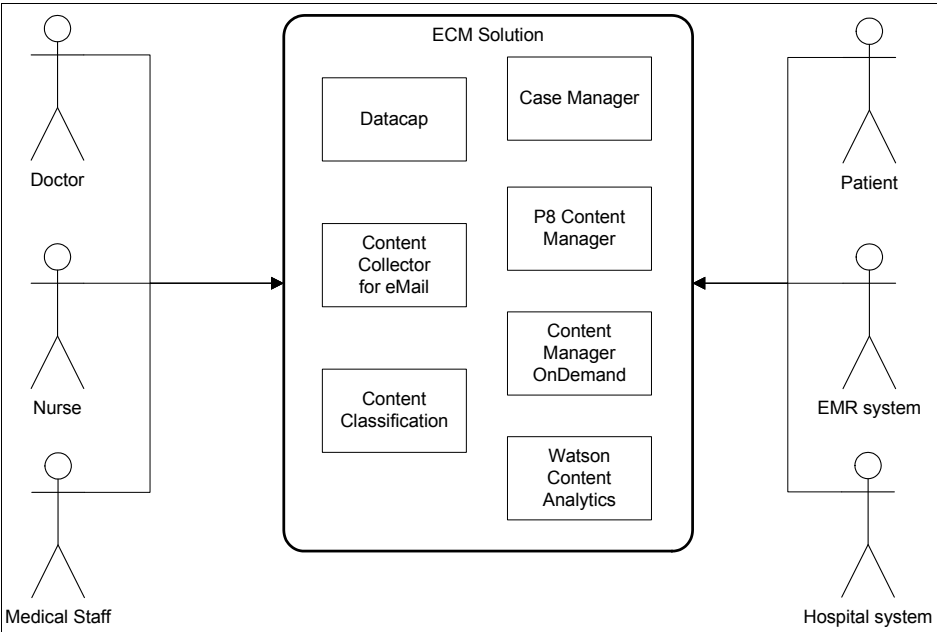 ECM Solution
Doctor
Nurse
Medical Staff
Datacap
Content
Collector
for eMail
Content
Classification
Case Manager
P8 Content
Manager
Content
Manager
OnDemand
Watson
Content
Analytics
Patient
EMR system
Hospital system